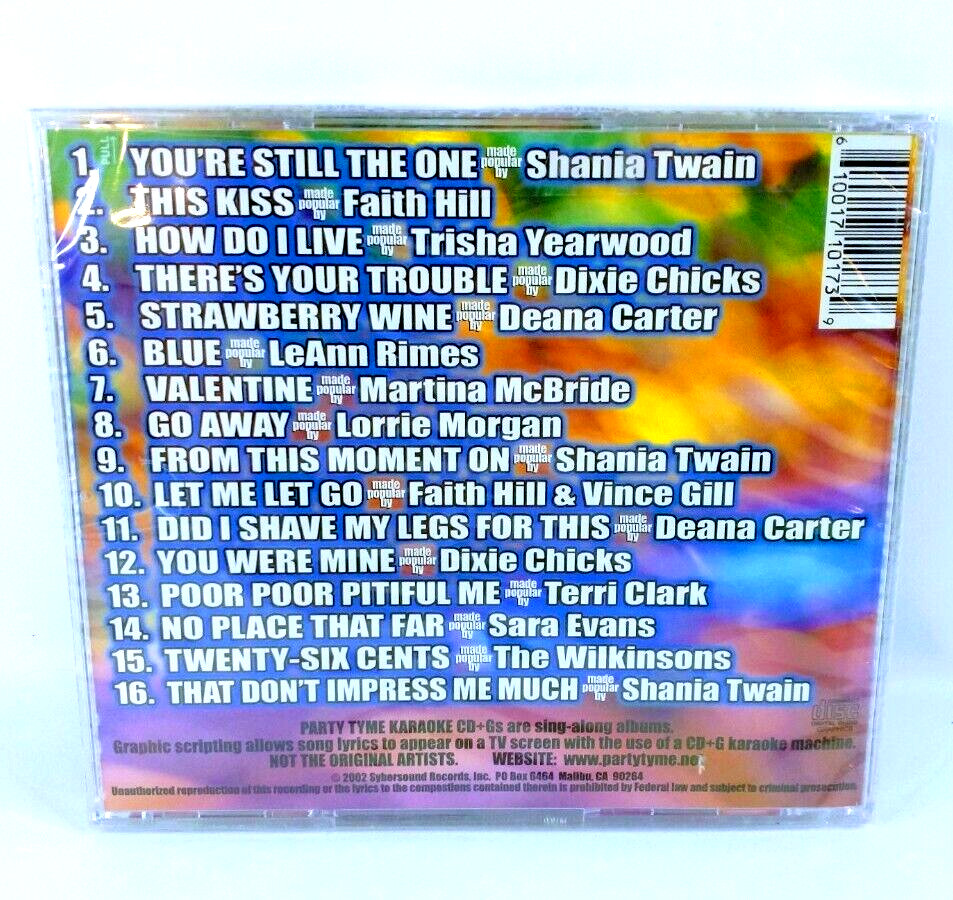 PULL
1. YOU'RE STILL THE ONE made popular by Shania Twain
2. THIS KISS made popular by Faith Hill
3. HOW DO I LIVE made popular by Trisha Yearwood
4. THERE'S YOUR TROUBLE made popular by Dixie Chicks
5. STRAWBERRY WINE made popular by Deana Carter
6. BLUE made popular by LeAnn Rimes
7. VALENTINE made popular by Martina McBride
8. GO AWAY made popular by Lorrie Morgan
9. FROM THIS MOMENT ON made popular by Shania Twain
10. LET ME LET GO made popular by Faith Hill & Vince Gill
11. DID I SHAVE MY LEGS FOR THIS made popular by Deana Carter
12. YOU WERE MINE made popular by Dixie Chicks
13. POOR POOR PITIFUL ME made popular by Terri Clark
14. NO PLACE THAT FAR made popular by Sara Evans
15. TWENTY-SIX CENTS made popular by The Wilkinsons
16. THAT DON'T IMPRESS ME MUCH made popular by Shania Twain
6 10017 10173 9
disc
DIGITAL AUDIO
GRAPHICS
PARTY TYME KARAOKE CD+Gs are sing-along albums.
Graphic scripting allows song lyrics to appear on a TV screen with the use of a CD+G karaoke machine.
NOT THE ORIGINAL ARTISTS. WEBSITE: www.partytyme.net
© 2002 Sybersound Records, Inc. PO Box 6464 Malibu, CA 90264
Unauthorized reproduction of this recording or the lyrics to the compostions contained therein is prohibited by Federal law and subject to criminal prosecution